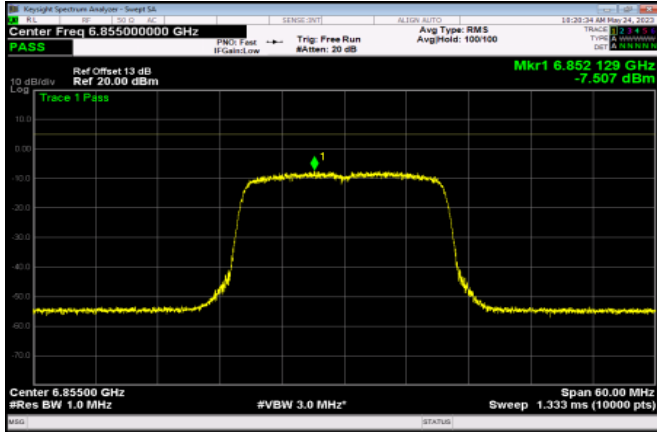 Keysight Spectrum Analyzer - Swept SA
RL RF 50 Ω AC SENSE:INT ALIGN AUTO 10:20:34 AM May 24, 2023
Center Freq 6.855000000 GHz Avg Type: RMS TRACE 1 2 3 4 5 6
PASS PNO: Fast Trig: Free Run Avg|Hold: 100/100 TYPE A
IFGain:Low #Atten: 20 dB DET A N N N N N
Mkr1 6.852 129 GHz
Ref Offset 13 dB
10 dB/div Ref 20.00 dBm -7.507 dBm
Log
Trace 1 Pass
10.0
0.00
1
-10.0
-20.0
-30.0
-40.0
-50.0
-60.0
-70.0
Center 6.85500 GHz Span 60.00 MHz
#Res BW 1.0 MHz #VBW 3.0 MHz* Sweep 1.333 ms (10000 pts)
MSG STATUS